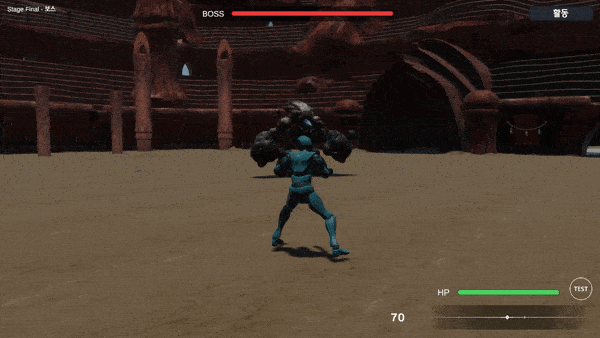 Stage Final - 보스
BOSS
활동
HP
TEST
70